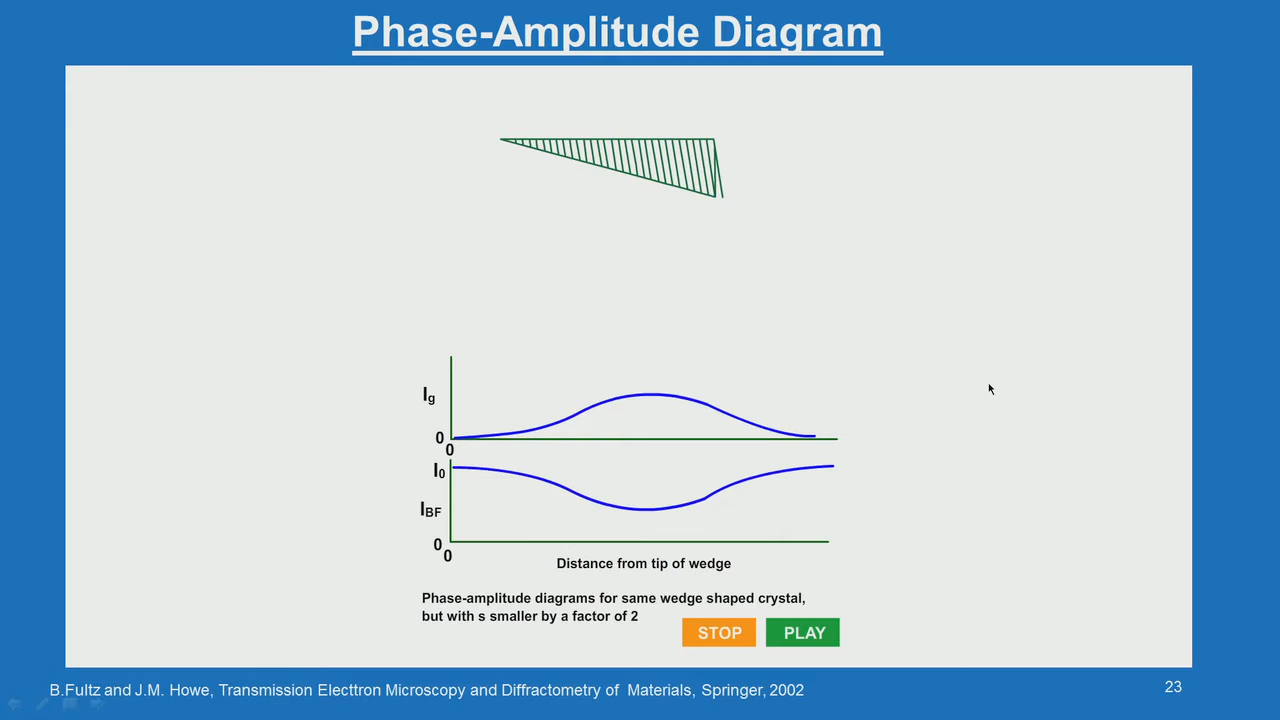 Phase-Amplitude Diagram
Ig
0
0
I0
IBF
0
0
Distance from tip of wedge
Phase-amplitude diagrams for same wedge shaped crystal,
but with s smaller by a factor of 2
STOP
PLAY
B.Fultz and J.M. Howe, Transmission Electtron Microscopy and Diffractometry of Materials, Springer, 2002
23